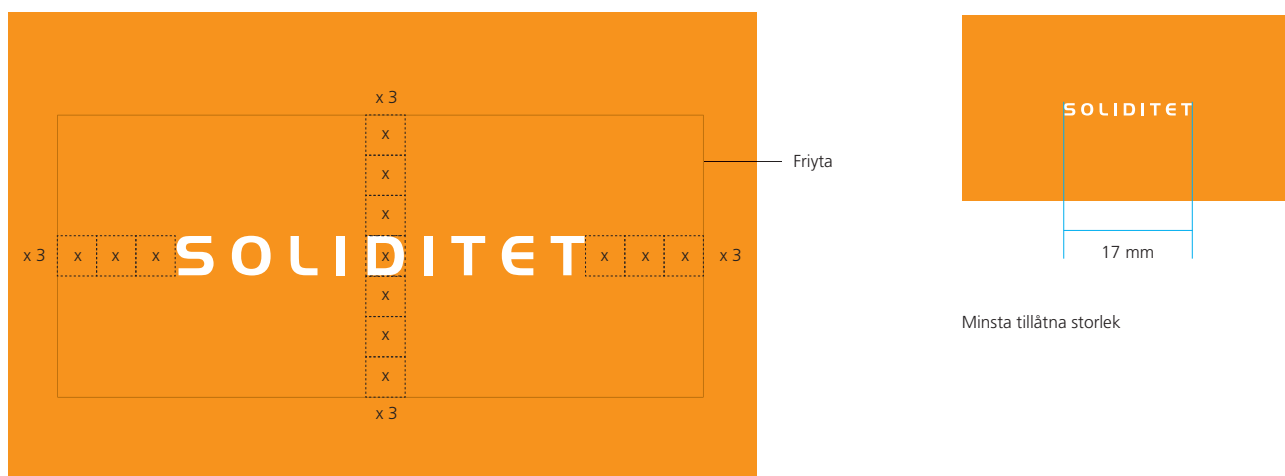 x 3
x
x
x
x 3 x x x SOLIDITET x x x x 3
x
x
x
x
x 3
Friyta
SOLIDITET
17 mm
Minsta tillåtna storlek